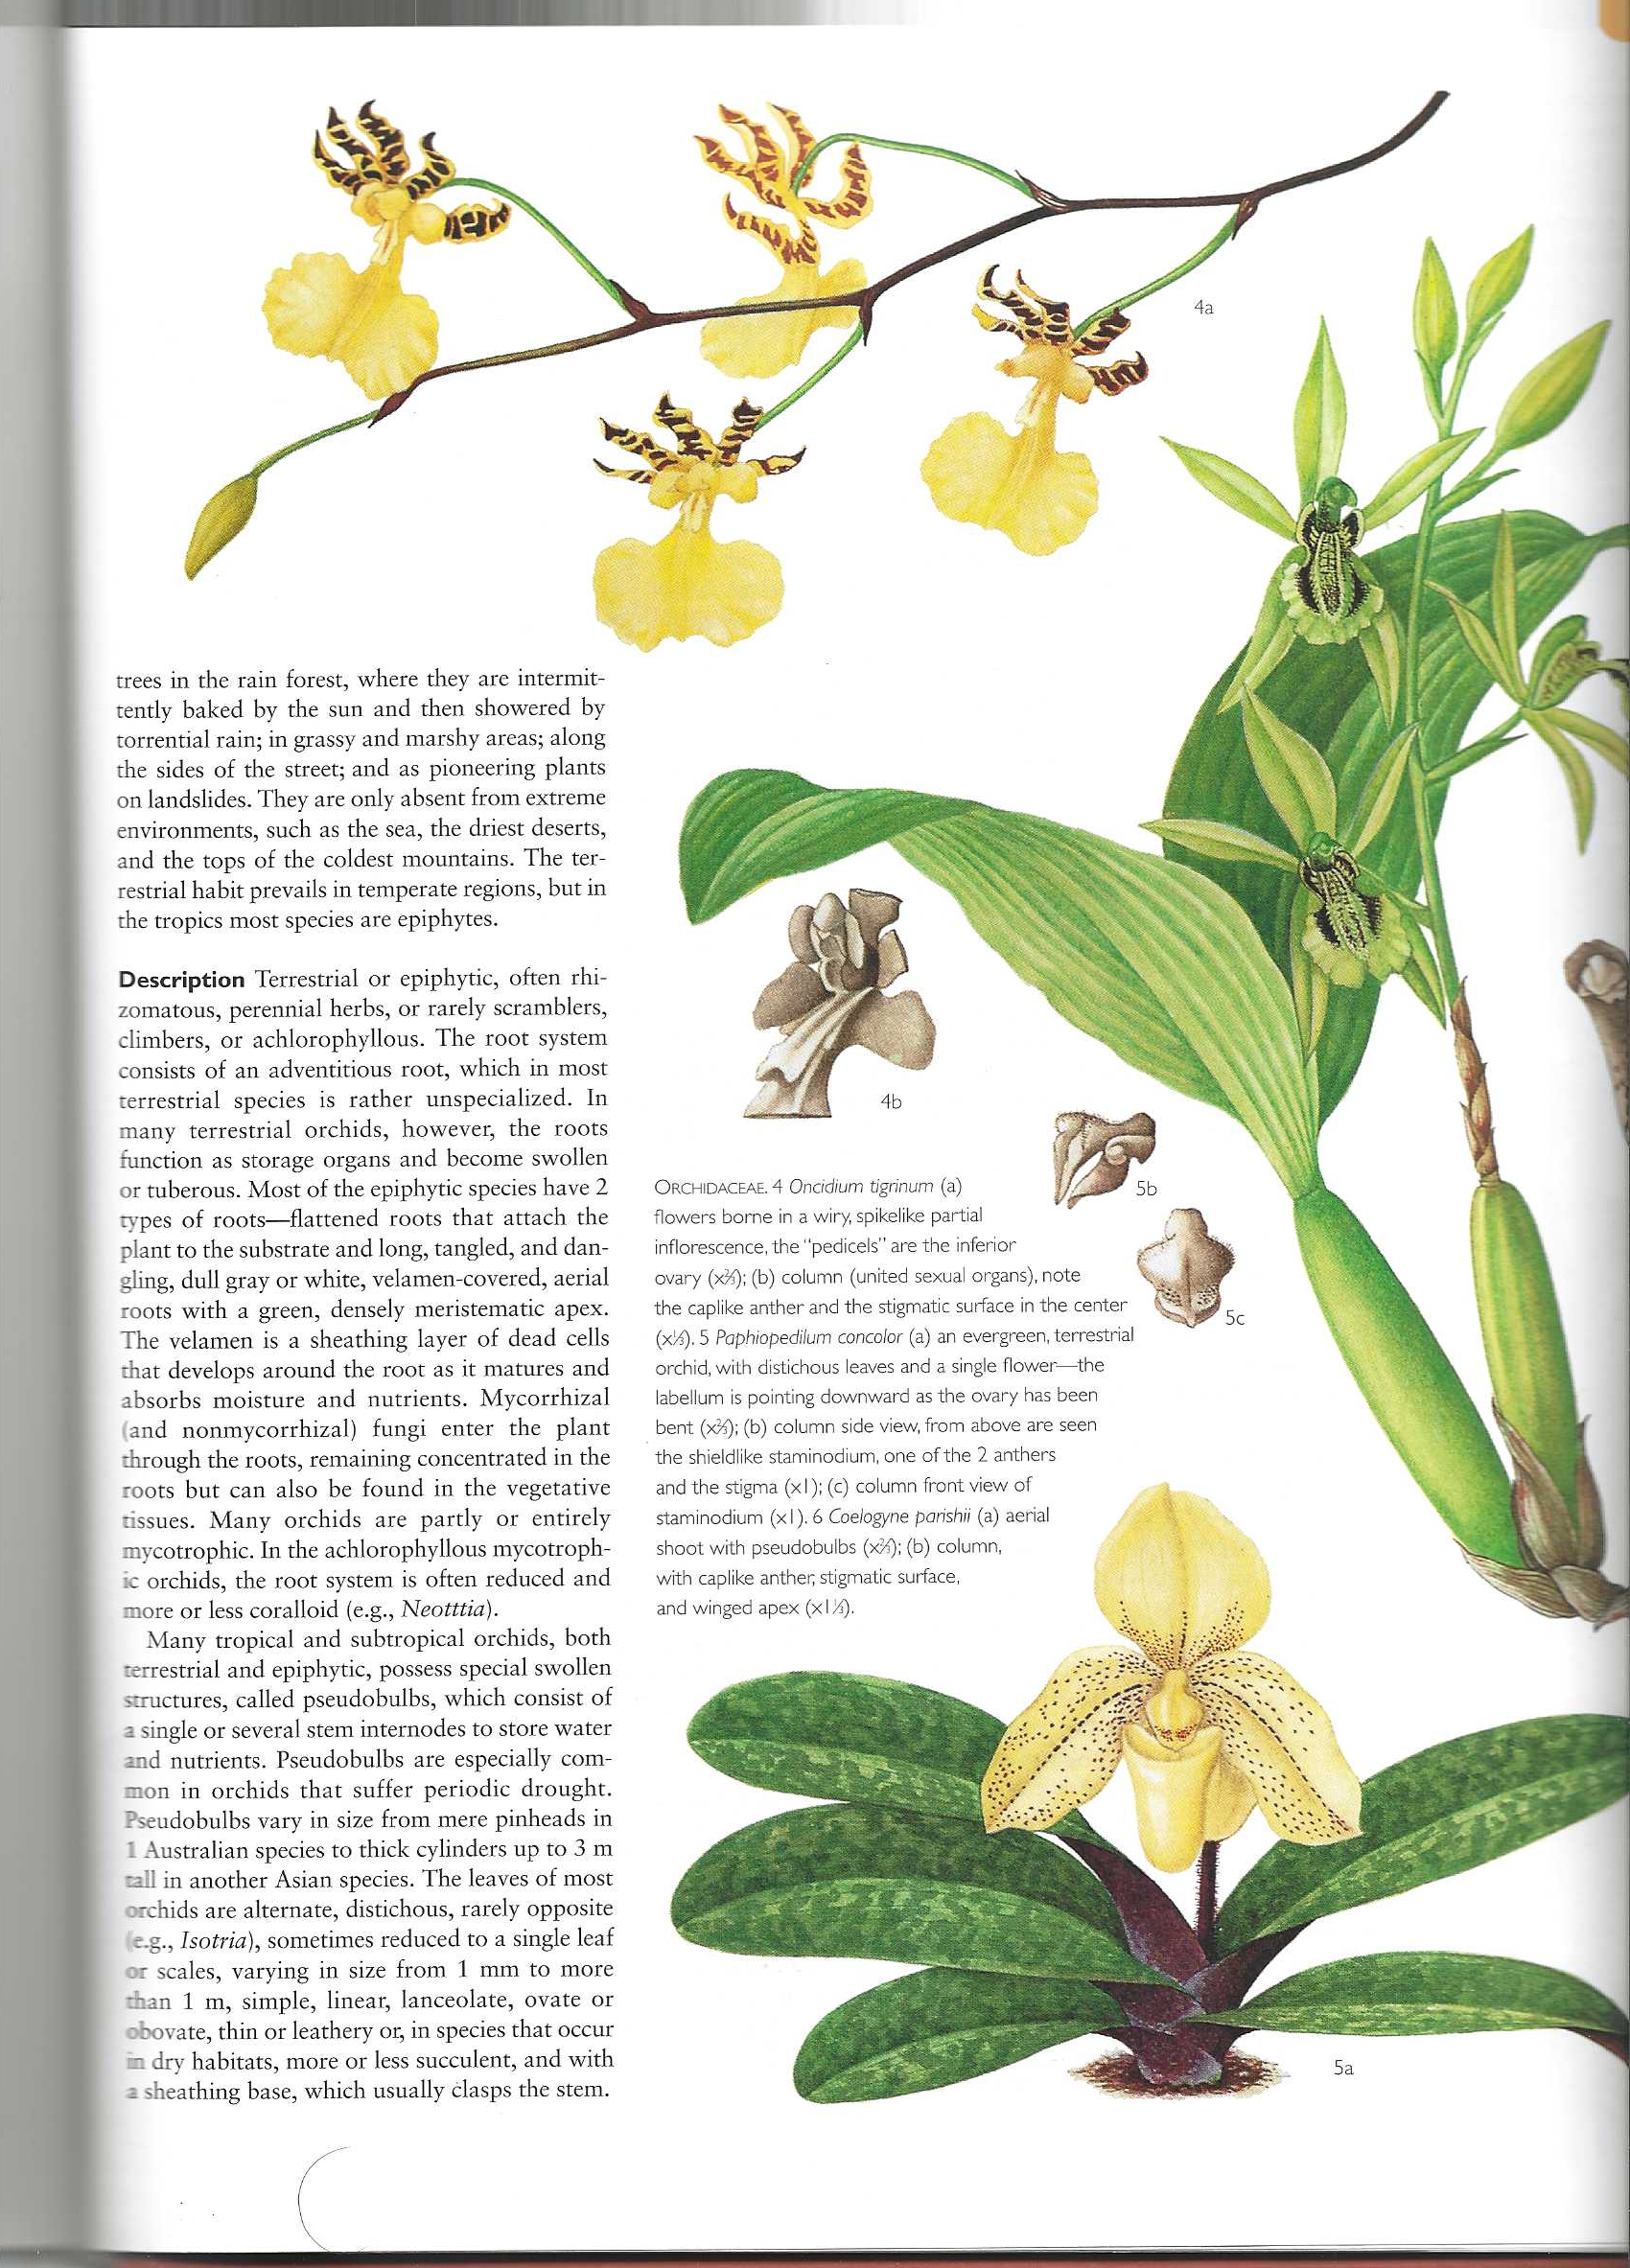 4a
trees in the rain forest, where they are intermit-
tently baked by the sun and then showered by
torrential rain; in grassy and marshy areas; along
the sides of the street; and as pioneering plants
on landslides. They are only absent from extreme
environments, such as the sea, the driest deserts,
and the tops of the coldest mountains. The ter-
restrial habit prevails in temperate regions, but in
the tropics most species are epiphytes.
Description Terrestrial or epiphytic, often rhi-
zomatous, perennial herbs, or rarely scramblers,
climbers, or achlorophyllous. The root system
consists of an adventitious root, which in most
terrestrial species is rather unspecialized. In
many terrestrial orchids, however, the roots
function as storage organs and become swollen
or tuberous. Most of the epiphytic species have 2
types of roots—flattened roots that attach the
plant to the substrate and long, tangled, and dan-
gling, dull gray or white, velamen-covered, aerial
roots with a green, densely meristematic apex.
The velamen is a sheathing layer of dead cells
that develops around the root as it matures and
absorbs moisture and nutrients. Mycorrhizal
(and nonmycorrhizal) fungi enter the plant
through the roots, remaining concentrated in the
roots but can also be found in the vegetative
tissues. Many orchids are partly or entirely
mycotrophic. In the achlorophyllous mycotroph-
ic orchids, the root system is often reduced and
more or less coralloid (e.g., Neotttia).
Many tropical and subtropical orchids, both
terrestrial and epiphytic, possess special swollen
structures, called pseudobulbs, which consist of
a single or several stem internodes to store water
and nutrients. Pseudobulbs are especially com-
mon in orchids that suffer periodic drought.
Pseudobulbs vary in size from mere pinheads in
1 Australian species to thick cylinders up to 3 m
tall in another Asian species. The leaves of most
orchids are alternate, distichous, rarely opposite
(e.g., Isotria), sometimes reduced to a single leaf
or scales, varying in size from 1 mm to more
than 1 m, simple, linear, lanceolate, ovate or
obovate, thin or leathery or, in species that occur
in dry habitats, more or less succulent, and with
a sheathing base, which usually clasps the stem.
4b
5b
5c
ORCHIDACEAE. 4 Oncidium tigrinum (a)
flowers borne in a wiry, spikelike partial
inflorescence, the "pedicels" are the inferior
ovary (x⅔); (b) column (united sexual organs), note
the caplike anther and the stigmatic surface in the center
(x⅓). 5 Paphiopedilum concolor (a) an evergreen, terrestrial
orchid, with distichous leaves and a single flower—the
labellum is pointing downward as the ovary has been
bent (x⅔); (b) column side view, from above are seen
the shieldlike staminodium, one of the 2 anthers
and the stigma (x1); (c) column front view of
staminodium (x1). 6 Coelogyne parishii (a) aerial
shoot with pseudobulbs (x⅔); (b) column,
with caplike anther, stigmatic surface,
and winged apex (x1⅓).
5a